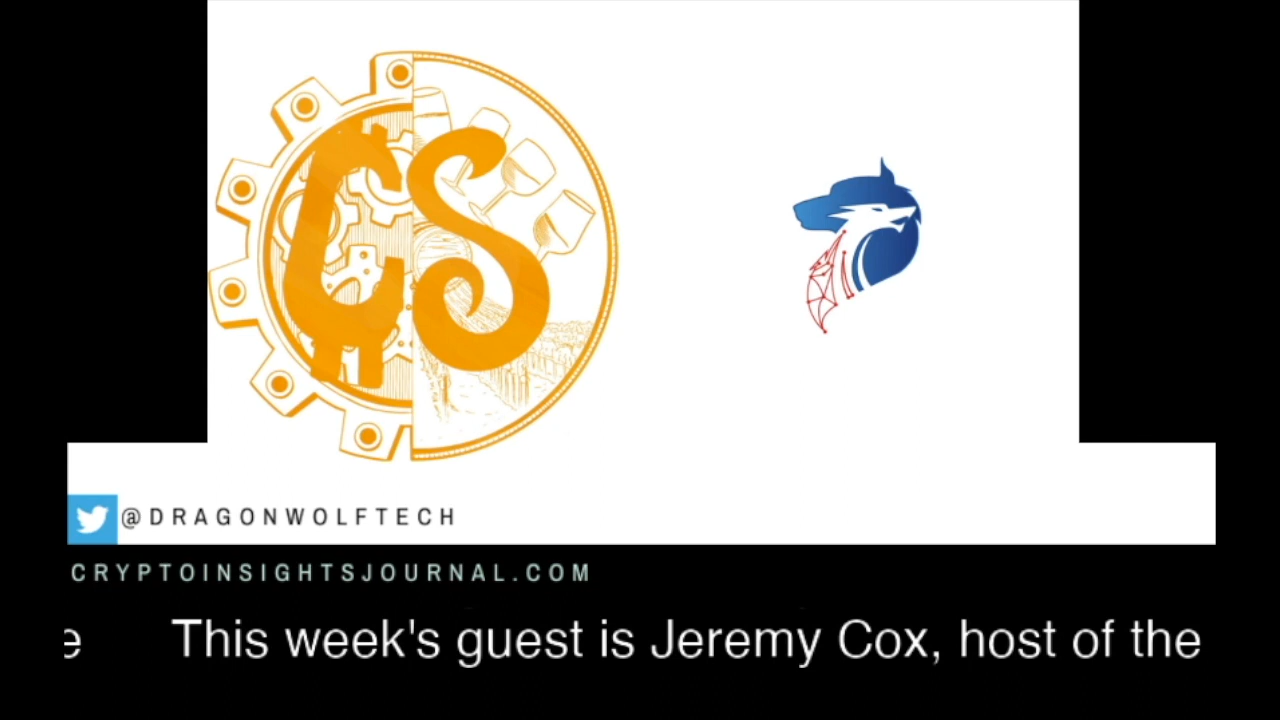 CS
@DRAGONWOLFTECH
CRYPTOINSIGHTSJOURNAL.COM
e This week's guest is Jeremy Cox, host of the